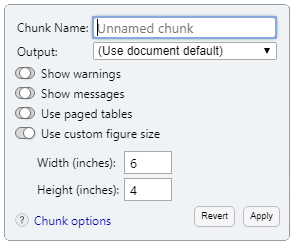 Chunk Name: Unnamed chunk
Output: (Use document default)
Show warnings
Show messages
Use paged tables
Use custom figure size
Width (inches): 6
Height (inches): 4
? Chunk options Revert Apply